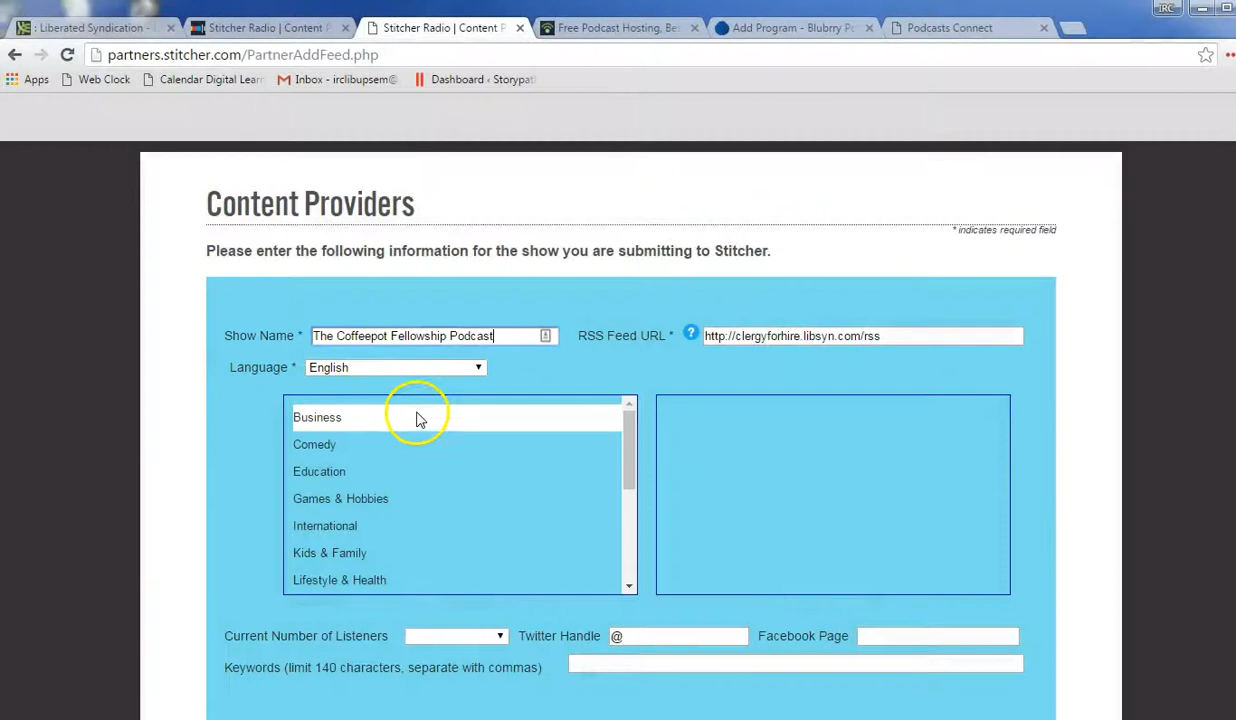 IRC
: Liberated Syndication -
Stitcher Radio | Content P
Stitcher Radio | Content P
Free Podcast Hosting, Be
Add Program - Blubrry Po
Podcasts Connect
partners.stitcher.com/PartnerAddFeed.php
Apps
Web Clock
Calendar Digital Learn
Inbox - irclibupsem@
Dashboard ‹ Storypat
Content Providers
* indicates required field
Please enter the following information for the show you are submitting to Stitcher.
Show Name * The Coffeepot Fellowship Podcast RSS Feed URL * ? http://clergyforhire.libsyn.com/rss
Language * English
Business
Comedy
Education
Games & Hobbies
International
Kids & Family
Lifestyle & Health
Current Number of Listeners Twitter Handle @ Facebook Page
Keywords (limit 140 characters, separate with commas)